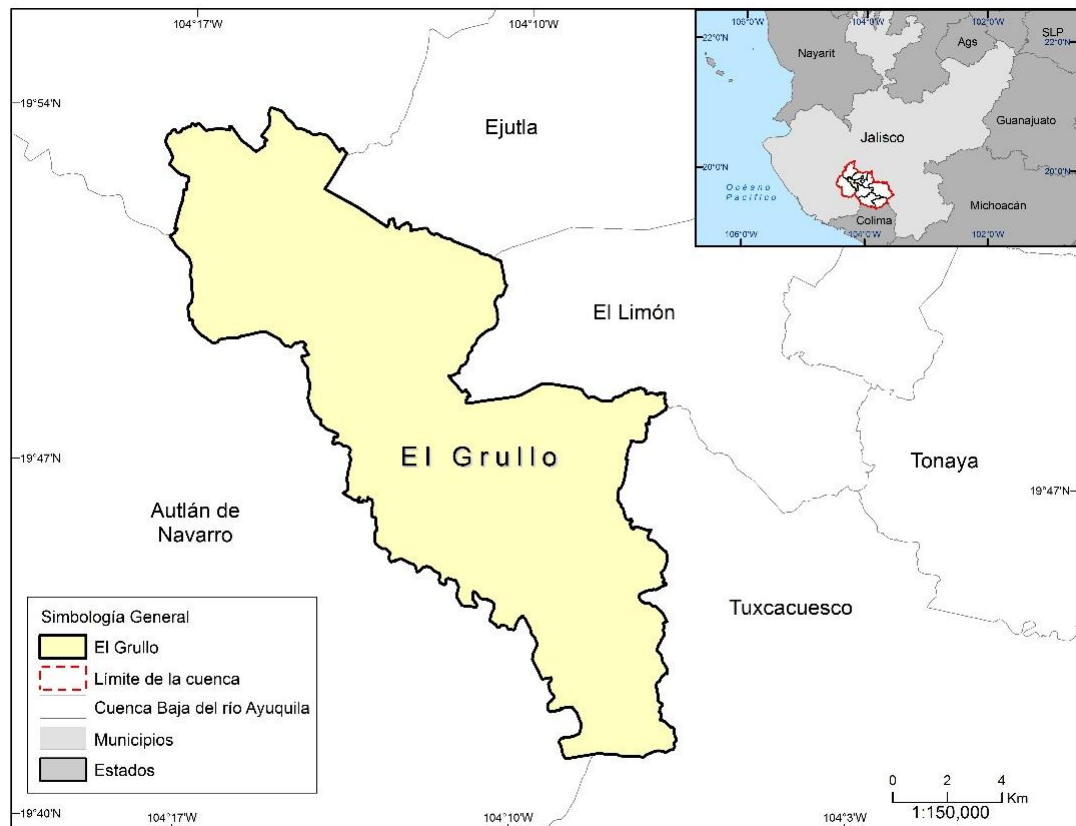 104°17'W
104°10'W
19°54'N
Ejutla
El Limón
El Grullo
Tonaya
19°47'N
19°47'N
Autlán de
Navarro
Tuxcacuesco
106°0'W
104°0'W
102°0'W
22°0'N
22°0'N
Nayarit
Ags
SLP
Guanajuato
Jalisco
20°0'N
20°0'N
Océano
Pacífico
Michoacán
Colima
106°0'W
104°0'W
102°0'W
Simbología General
El Grullo
Límite de la cuenca
Cuenca Baja del río Ayuquila
Municipios
Estados
0 2 4
Km
1:150,000
19°40'N
104°17'W
104°10'W
104°3'W